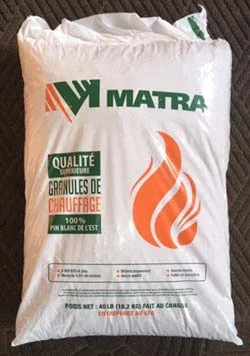 MATRA
QUALITÉ
SUPÉRIEURE
GRANULES DE
CHAUFFAGE
100%
PIN BLANC DE L'EST
POIDS NET : 40 LB (18,2 KG) FAIT AU CANADA
ENTREPOSEZ AU SEC